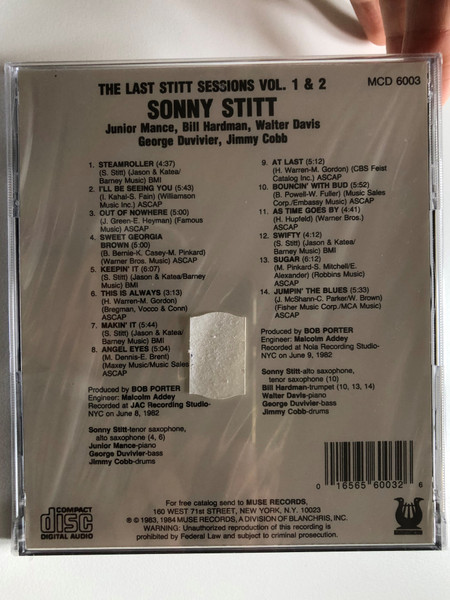 THE LAST STITT SESSIONS VOL. 1 & 2
MCD 6003
SONNY STITT
Junior Mance, Bill Hardman, Walter Davis
George Duvivier, Jimmy Cobb
1. STEAMROLLER (4:37)
(S. Stitt) (Jason & Katea/
Barney Music) BMI
2. I'LL BE SEEING YOU (5:43)
(I. Kahal-S. Fain) (Williamson
Music Inc.) ASCAP
3. OUT OF NOWHERE (5:00)
(J. Green-E. Heyman) (Famous
Music) ASCAP
4. SWEET GEORGIA
BROWN (5:00)
(B. Bernie-K. Casey-M. Pinkard)
(Warner Bros. Music) ASCAP
5. KEEPIN' IT (6:07)
(S. Stitt) (Jason & Katea/Barney
Music) BMI
6. THIS IS ALWAYS (3:13)
(H. Warren-M. Gordon)
(Bregman, Vocco & Conn)
ASCAP
7. MAKIN' IT (5:44)
(S. Stitt) (Jason & Katea/
Barney Music) BMI
8. ANGEL EYES (5:04)
(M. Dennis-E. Brent)
(Maxey Music/Music Sales
ASCAP
Produced by BOB PORTER
Engineer: Malcolm Addey
Recorded at JAC Recording Studio-
NYC on June 8, 1982
Sonny Stitt-tenor saxophone,
alto saxophone (4, 6)
Junior Mance-piano
George Duvivier-bass
Jimmy Cobb-drums
9. AT LAST (5:12)
(H. Warren-M. Gordon) (CBS Feist
Catalog Inc.) ASCAP
10. BOUNCIN' WITH BUD (5:52)
(B. Powell-W. Fuller) (Music Sales
Corp./Embassy Music) ASCAP
11. AS TIME GOES BY (4:41)
(H. Hupfeld) (Warner Bros.)
ASCAP
12. SWIFTY (4:12)
(S. Stitt) (Jason & Katea/
Barney Music) BMI
13. SUGAR (6:12)
(M. Pinkard-S. Mitchell/E.
Alexander) (Robbins Music)
ASCAP
14. JUMPIN' THE BLUES (5:33)
(J. McShann-C. Parker/W. Brown)
(Fisher Music Corp./MCA Music)
ASCAP
Produced by BOB PORTER
Engineer: Malcolm Addey
Recorded at Nola Recording Studio-
NYC on June 9, 1982
Sonny Stitt-alto saxophone,
tenor saxophone (10)
Bill Hardman-trumpet (10, 13, 14)
Walter Davis-piano
George Duvivier-bass
Jimmy Cobb-drums
0 16565 60032 6
COMPACT
disc
DIGITAL AUDIO
For free catalog send to MUSE RECORDS,
160 WEST 71st STREET, NEW YORK, N.Y. 10023
℗ © 1983, 1984 MUSE RECORDS, A DIVISION OF BLANCHRIS, INC.
WARNING: Unauthorized reproduction of this recording is
prohibited by Federal Law and subject to criminal prosecution.